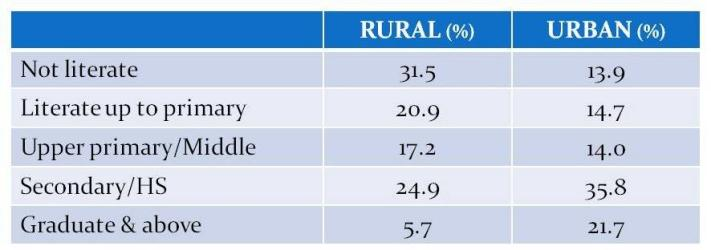 RURAL (%) URBAN (%)
Not literate 31.5 13.9
Literate up to primary 20.9 14.7
Upper primary/Middle 17.2 14.0
Secondary/HS 24.9 35.8
Graduate & above 5.7 21.7